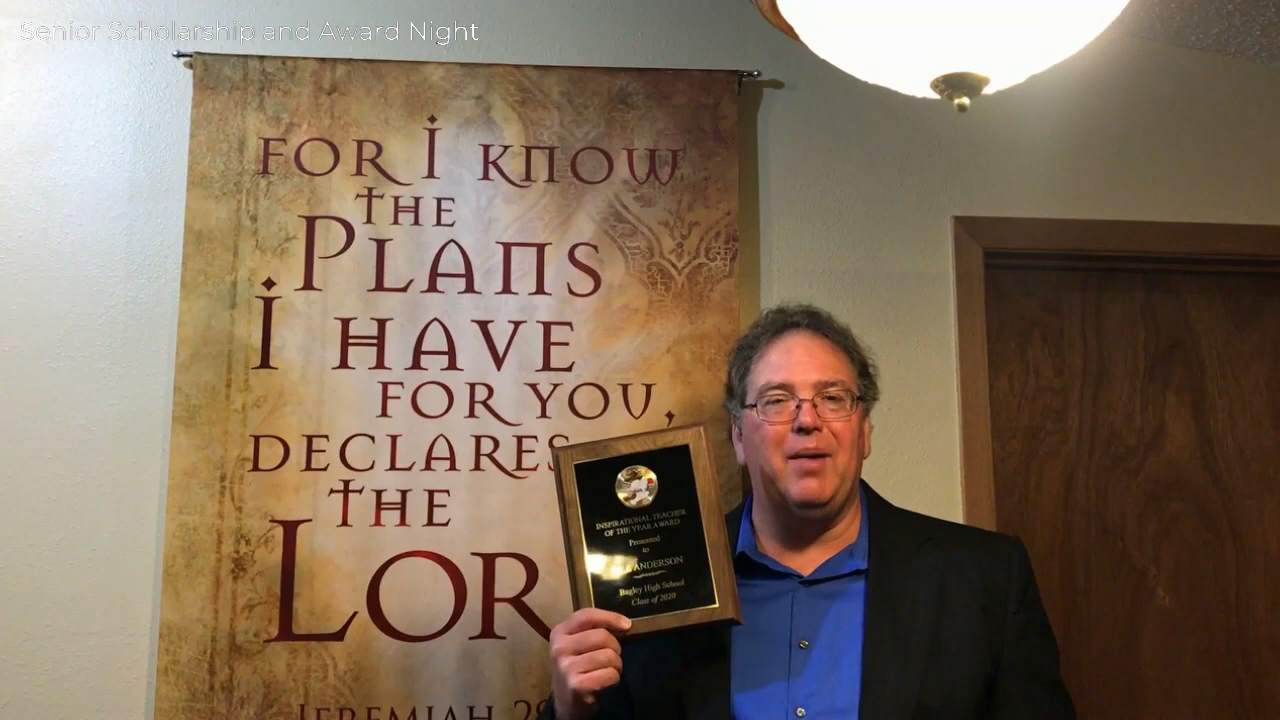 Senior Scholarship and Award Night
FOR I KNOW
THE
PLANS
I HAVE
FOR YOU,
DECLARES
THE
LOR
JEREMIAH 29
INSPIRATIONAL TEACHER
OF THE YEAR AWARD
Presented
to
ANDERSON
Bagley High School
Class of 2020